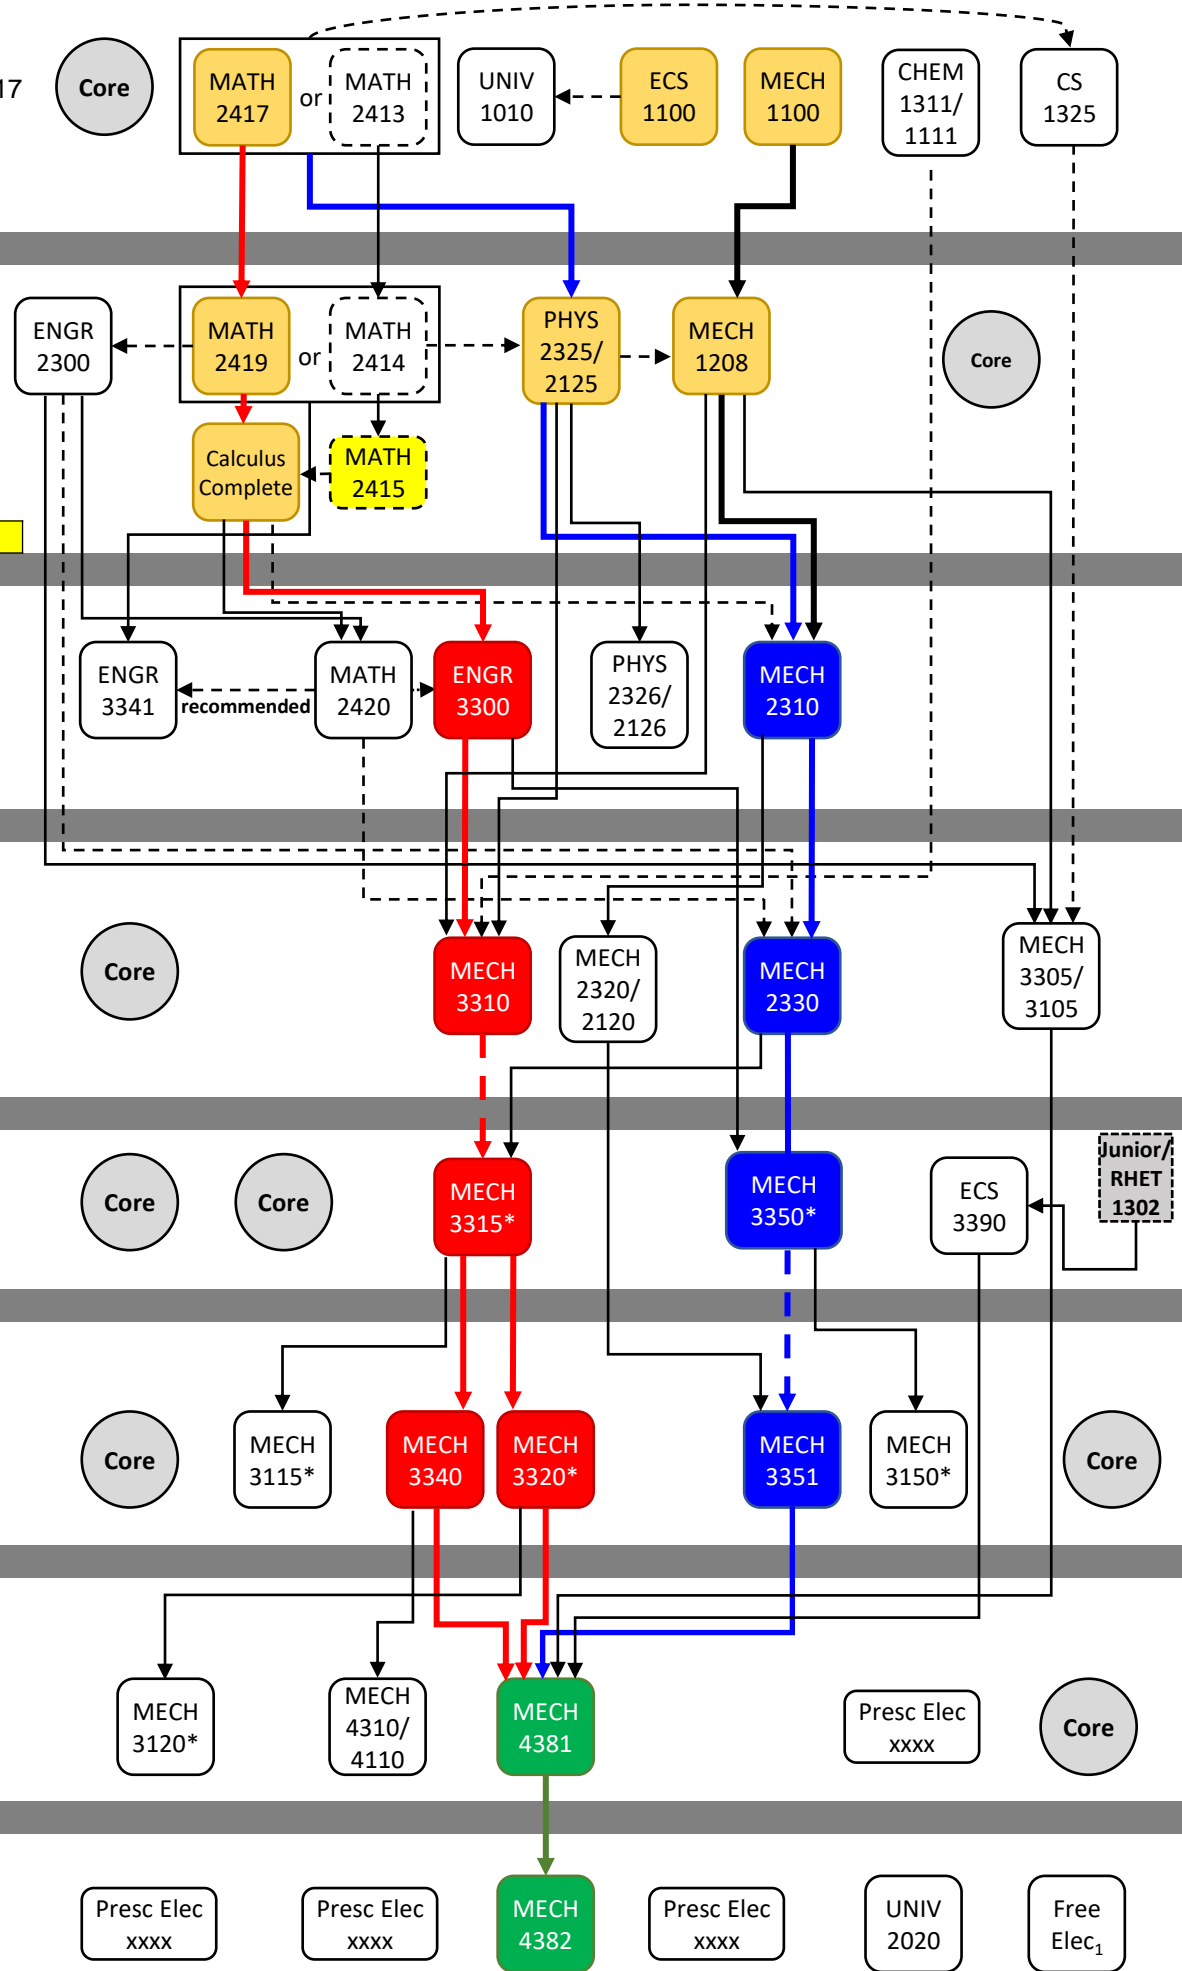 17
Core
MATH
2417
or
MATH
2413
UNIV
1010
ECS
1100
MECH
1100
CHEM
1311/
1111
CS
1325
ENGR
2300
MATH
2419
or
MATH
2414
PHYS
2325/
2125
MECH
1208
Core
Calculus
Complete
MATH
2415
ENGR
3341
recommended
MATH
2420
ENGR
3300
PHYS
2326/
2126
MECH
2310
Core
MECH
3310
MECH
2320/
2120
MECH
2330
MECH
3305/
3105
Core
Core
MECH
3315*
MECH
3350*
ECS
3390
Junior/
RHET
1302
Core
MECH
3115*
MECH
3340
MECH
3320*
MECH
3351
MECH
3150*
Core
MECH
3120*
MECH
4310/
4110
MECH
4381
Presc Elec
xxxx
Core
Presc Elec
xxxx
Presc Elec
xxxx
MECH
4382
Presc Elec
xxxx
UNIV
2020
Free
Elec₁